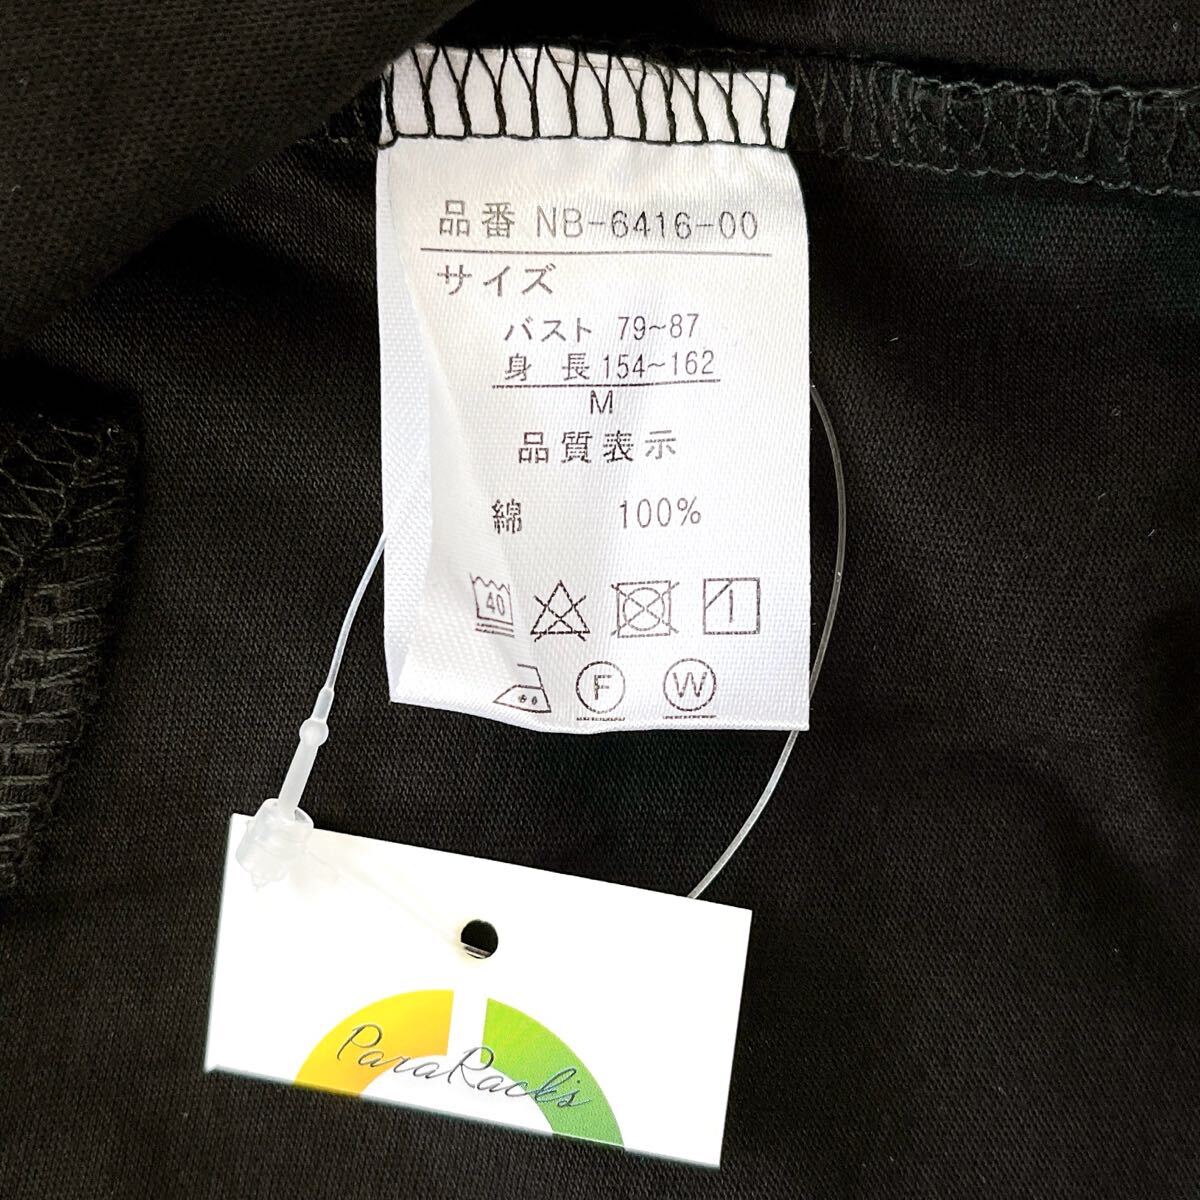 品番 NB-6416-00
サイズ
バスト 79~87
身 長 154~162
M
品質表示
綿 100%
40
F W
ParaRack's